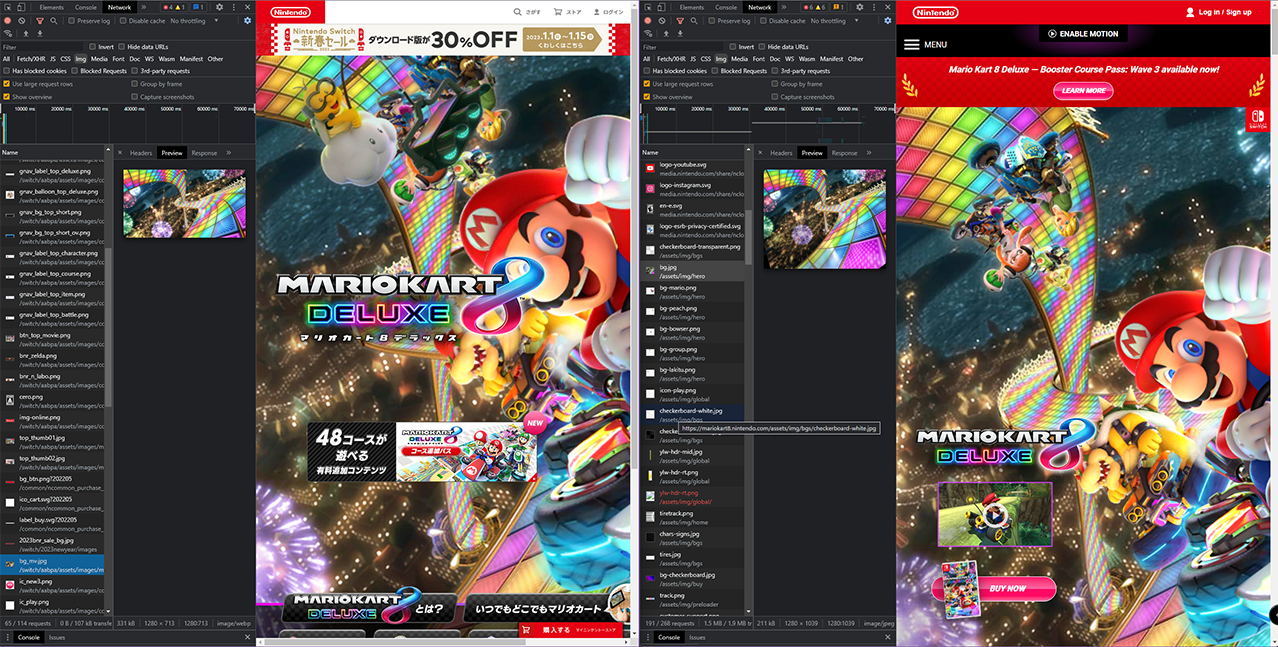 Elements
Console
Network
4
1
1
Preserve log
Disable cache
No throttling
Filter
Invert
Hide data URLs
All
Fetch/XHR
JS
CSS
Img
Media
Font
Doc
WS
Wasm
Manifest
Other
Has blocked cookies
Blocked Requests
3rd-party requests
Use large request rows
Group by frame
Show overview
Capture screenshots
10000 ms
20000 ms
30000 ms
40000 ms
50000 ms
60000 ms
70000 m
Name
Headers
Preview
Response
gnav_label_top_deluxe.png
/switch/aabpa/assets/images/cc
gnav_balloon_top_deluxe.png
/switch/aabpa/assets/images/cc
gnav_bg_top_short.png
/switch/aabpa/assets/images/cc
gnav_bg_top_short_ov.png
/switch/aabpa/assets/images/cc
gnav_label_top_character.png
/switch/aabpa/assets/images/cc
gnav_label_top_course.png
/switch/aabpa/assets/images/cc
gnav_label_top_item.png
/switch/aabpa/assets/images/cc
gnav_label_top_battle.png
/switch/aabpa/assets/images/cc
btn_top_movie.png
/switch/aabpa/assets/images/cc
bnr_zelda.png
/switch/aabpa/assets/images/cc
bnr_n_labo.png
/switch/aabpa/assets/images/cc
cero.png
/switch/aabpa/assets/images/cc
img-online.png
/switch/aabpa/assets/images/cc
top_thumb01.jpg
/switch/aabpa/assets/images/m
top_thumb02.jpg
/switch/aabpa/assets/images/m
bg_btn.png?202205
/common/ncommon_purchase_
ico_cart.svg?202205
/common/ncommon_purchase_
label_buy.svg?202205
/common/ncommon_purchase_
2023bnr_sale_bg.jpg
/switch/2023newyear/images
bg_mv.jpg
/switch/aabpa/assets/images/m
ic_new3.png
/switch/aabpa/assets/images/cc
ic_play.png
/switch/aabpa/assets/images/cc
65 / 114 requests
0 B / 107 kB transfe
331 kB
1280 × 713
1280:713
image/webp
Console
Issues
Nintendo
さがす
ストア
ログイン
Nintendo Switch
新春セール
ダウンロード版が
30%OFF
2023.1.1㊐～1.15㊐
くわしくはこちら
MARIOKART 8
DELUXE
マリオカート8デラックス
NEW
48コースが
遊べる
有料追加コンテンツ
MARIOKART 8
DELUXE
コース追加パス
MARIOKART 8
DELUXE
とは?
いつでもどこでもマリオカート
購入する
マイニンテンドーストア
Elements
Console
Network
6
6
1
Preserve log
Disable cache
No throttling
Filter
Invert
Hide data URLs
All
Fetch/XHR
JS
CSS
Img
Media
Font
Doc
WS
Wasm
Manifest
Other
Has blocked cookies
Blocked Requests
3rd-party requests
Use large request rows
Group by frame
Show overview
Capture screenshots
10000 ms
20000 ms
30000 ms
40000 ms
50000 ms
60000 ms
70000 m
Name
Headers
Preview
Response
logo-youtube.svg
media.nintendo.com/share/nclo
logo-instagram.svg
media.nintendo.com/share/nclo
en-e.svg
media.nintendo.com/share/nclo
logo-esrb-privacy-certified.svg
media.nintendo.com/share/nclo
checkerboard-transparent.png
/assets/img/bgs
bg.jpg
/assets/img/hero
bg-mario.png
/assets/img/hero
bg-peach.png
/assets/img/hero
bg-bowser.png
/assets/img/hero
bg-group.png
/assets/img/hero
bg-lakitu.png
/assets/img/hero
icon-play.png
/assets/img/global
checkerboard-white.jpg
/assets/img/bgs
https://mariokart8.nintendo.com/assets/img/bgs/checkerboard-white.jpg
/assets/img/bgs
ylw-hdr-mid.jpg
/assets/img/global
ylw-hdr-rt.png
/assets/img/global
ylw-hdr-rt.png
/assets/img/global/
tiretrack.png
/assets/img/home
chars-signs.jpg
/assets/img/bgs
tires.jpg
/assets/img/bgs
bg-checkerboard.jpg
/assets/img/buy
track.png
/assets/img/preloader
191 / 268 requests
1.5 MB / 1.9 MB tr
211 kB
1280 × 1039
1280:1039
image/jpeg
Console
Issues
Nintendo
Log in / Sign up
ENABLE MOTION
MENU
Mario Kart 8 Deluxe — Booster Course Pass: Wave 3 available now!
LEARN MORE
MARIOKART 8
DELUXE
BUY NOW